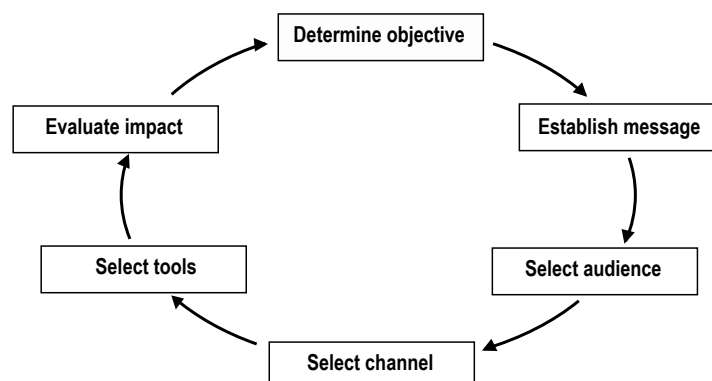 Determine objective
Establish message
Select audience
Select channel
Select tools
Evaluate impact